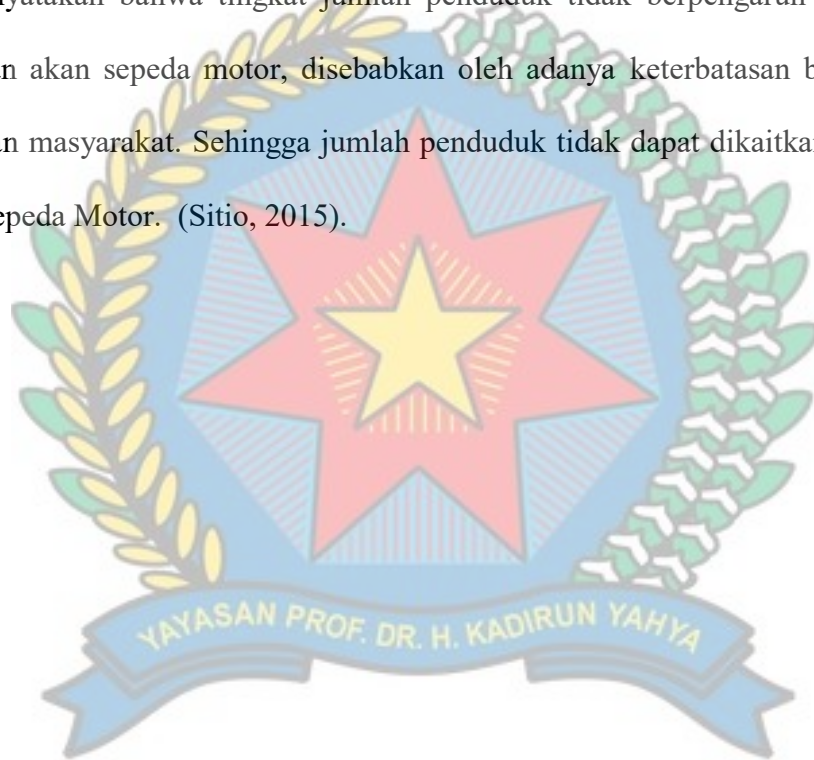 bahwa tingkat jumlah penduduk tidak berpengaruh
akan sepeda motor, disebabkan oleh adanya keterbatasan
masyarakat. Sehingga jumlah penduduk tidak dapat
Motor. (Sitio, 2015).
YAYASAN PROF. DR. H. KADIRUN YAHYA